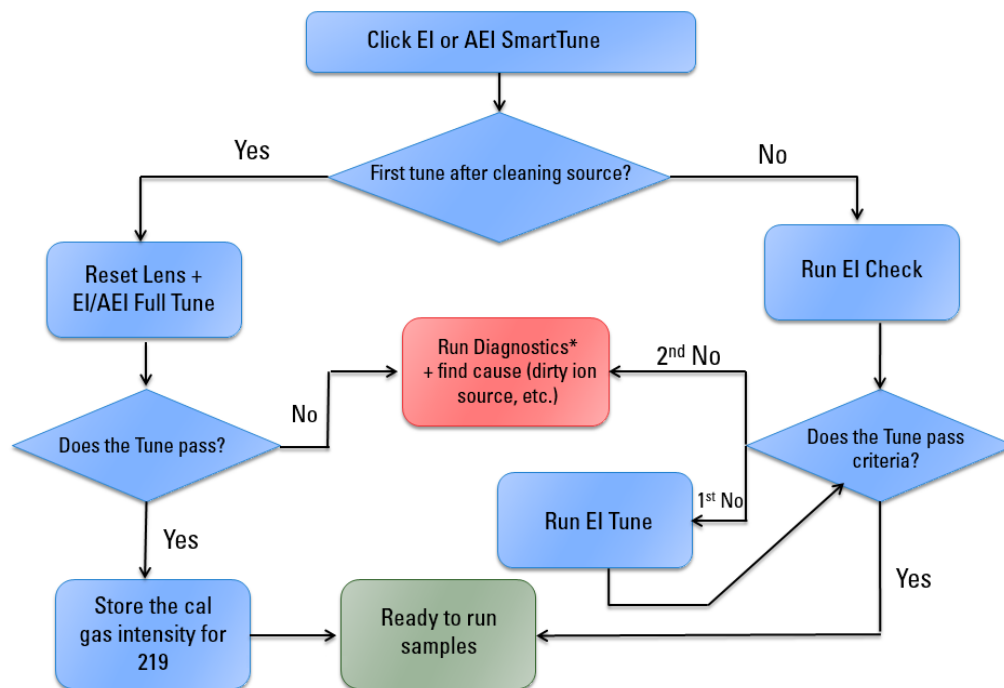 Click EI or AEI SmartTune
Yes
No
First tune after cleaning source?
Reset Lens +
EI/AEI Full Tune
Run EI Check
Run Diagnostics*
+ find cause (dirty ion
source, etc.)
2nd No
No
Does the Tune pass?
Does the Tune pass
criteria?
1st No
Run EI Tune
Yes
Yes
Store the cal
gas intensity for
219
Ready to run
samples